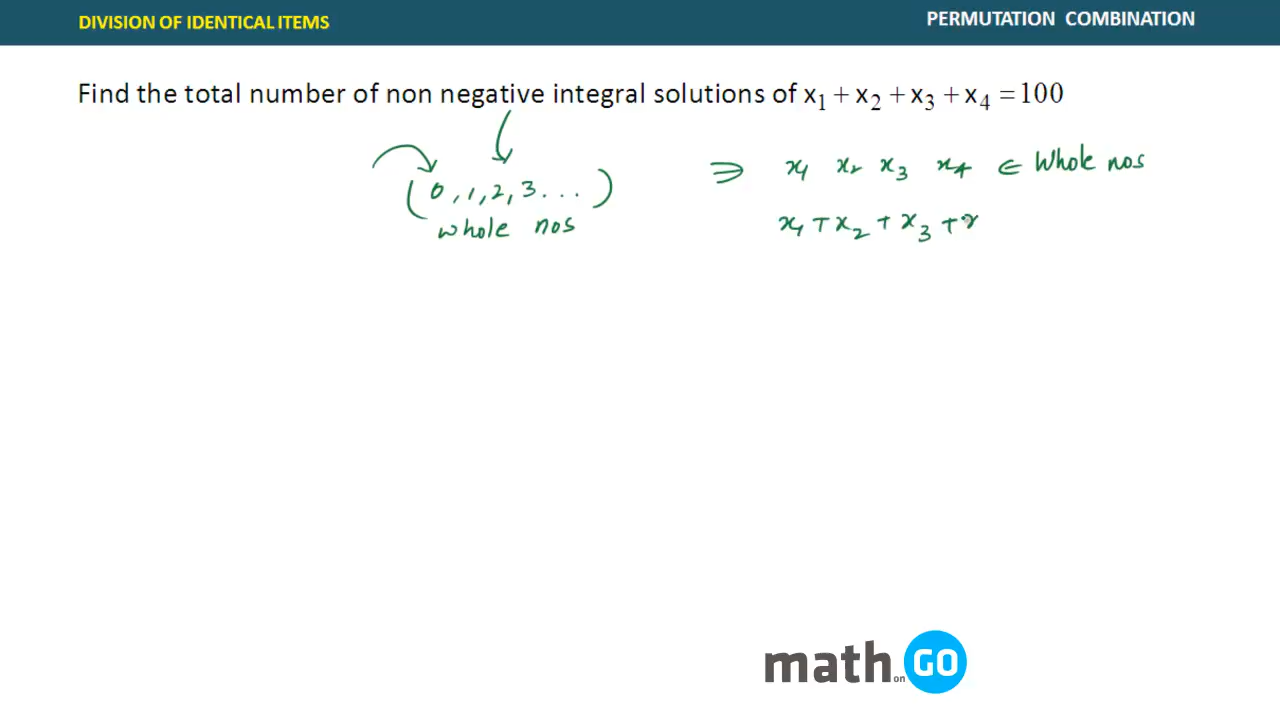 DIVISION OF IDENTICAL ITEMS
PERMUTATION COMBINATION
Find the total number of non negative integral solutions of x₁ + x₂ + x₃ + x₄ = 100
(0, 1, 2, 3 ...)
whole nos
⇒ x₁ x₂ x₃ x₄ ∈ Whole nos
x₁ + x₂ + x₃ + x
math on GO